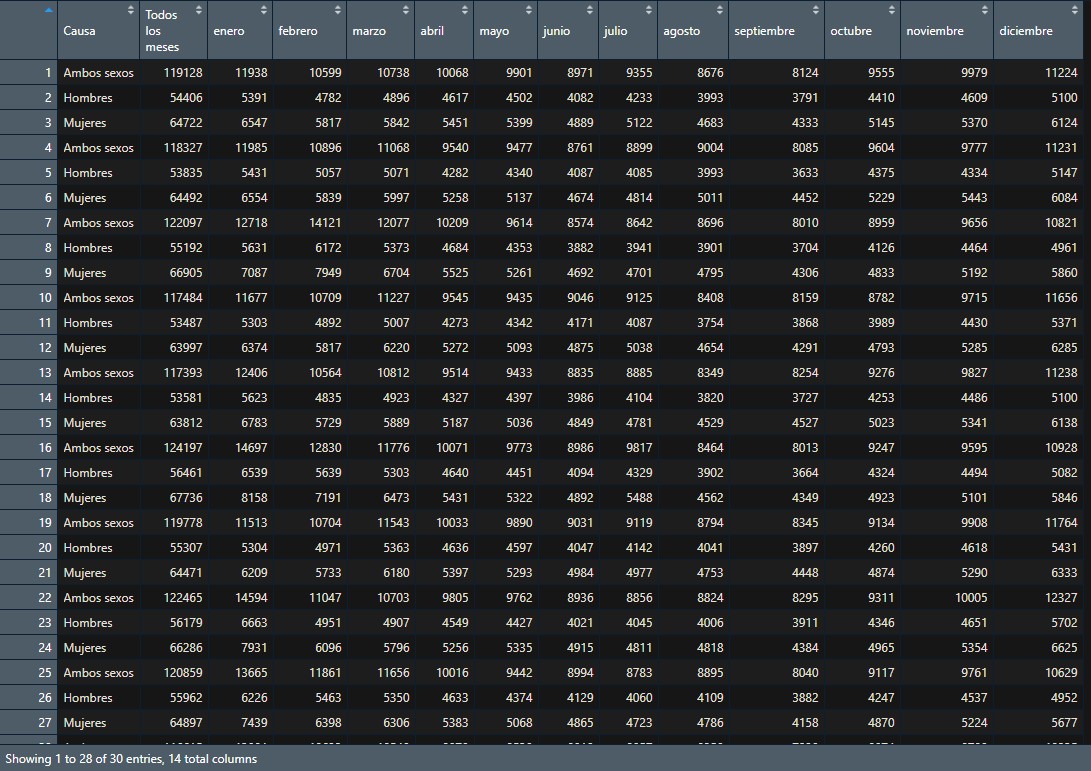 Causa Todos los meses enero febrero marzo abril mayo junio julio agosto septiembre octubre noviembre diciembre
1 Ambos sexos 119128 11938 10599 10738 10068 9901 8971 9355 8676 8124 9555 9979 11224
2 Hombres 54406 5391 4782 4896 4617 4502 4082 4233 3993 3791 4410 4609 5100
3 Mujeres 64722 6547 5817 5842 5451 5399 4889 5122 4683 4333 5145 5370 6124
4 Ambos sexos 118327 11985 10896 11068 9540 9477 8761 8899 9004 8085 9604 9777 11231
5 Hombres 53835 5431 5057 5071 4282 4340 4087 4085 3993 3633 4375 4334 5147
6 Mujeres 64492 6554 5839 5997 5258 5137 4674 4814 5011 4452 5229 5443 6084
7 Ambos sexos 122097 12718 14121 12077 10209 9614 8574 8642 8696 8010 8959 9656 10821
8 Hombres 55192 5631 6172 5373 4684 4353 3882 3941 3901 3704 4126 4464 4961
9 Mujeres 66905 7087 7949 6704 5525 5261 4692 4701 4795 4306 4833 5192 5860
10 Ambos sexos 117484 11677 10709 11227 9545 9435 9046 9125 8408 8159 8782 9715 11656
11 Hombres 53487 5303 4892 5007 4273 4342 4171 4087 3754 3868 3989 4430 5371
12 Mujeres 63997 6374 5817 6220 5272 5093 4875 5038 4654 4291 4793 5285 6285
13 Ambos sexos 117393 12406 10564 10812 9514 9433 8835 8885 8349 8254 9276 9827 11238
14 Hombres 53581 5623 4835 4923 4327 4397 3986 4104 3820 3727 4253 4486 5100
15 Mujeres 63812 6783 5729 5889 5187 5036 4849 4781 4529 4527 5023 5341 6138
16 Ambos sexos 124197 14697 12830 11776 10071 9773 8986 9817 8464 8013 9247 9595 10928
17 Hombres 56461 6539 5639 5303 4640 4451 4094 4329 3902 3664 4324 4494 5082
18 Mujeres 67736 8158 7191 6473 5431 5322 4892 5488 4562 4349 4923 5101 5846
19 Ambos sexos 119778 11513 10704 11543 10033 9890 9031 9119 8794 8345 9134 9908 11764
20 Hombres 55307 5304 4971 5363 4636 4597 4047 4142 4041 3897 4260 4618 5431
21 Mujeres 64471 6209 5733 6180 5397 5293 4984 4977 4753 4448 4874 5290 6333
22 Ambos sexos 122465 14594 11047 10703 9805 9762 8936 8856 8824 8295 9311 10005 12327
23 Hombres 56179 6663 4951 4907 4549 4427 4021 4045 4006 3911 4346 4651 5702
24 Mujeres 66286 7931 6096 5796 5256 5335 4915 4811 4818 4384 4965 5354 6625
25 Ambos sexos 120859 13665 11861 11656 10016 9442 8994 8783 8895 8040 9117 9761 10629
26 Hombres 55962 6226 5463 5350 4633 4374 4129 4060 4109 3882 4247 4537 4952
27 Mujeres 64897 7439 6398 6306 5383 5068 4865 4723 4786 4158 4870 5224 5677
Showing 1 to 28 of 30 entries, 14 total columns